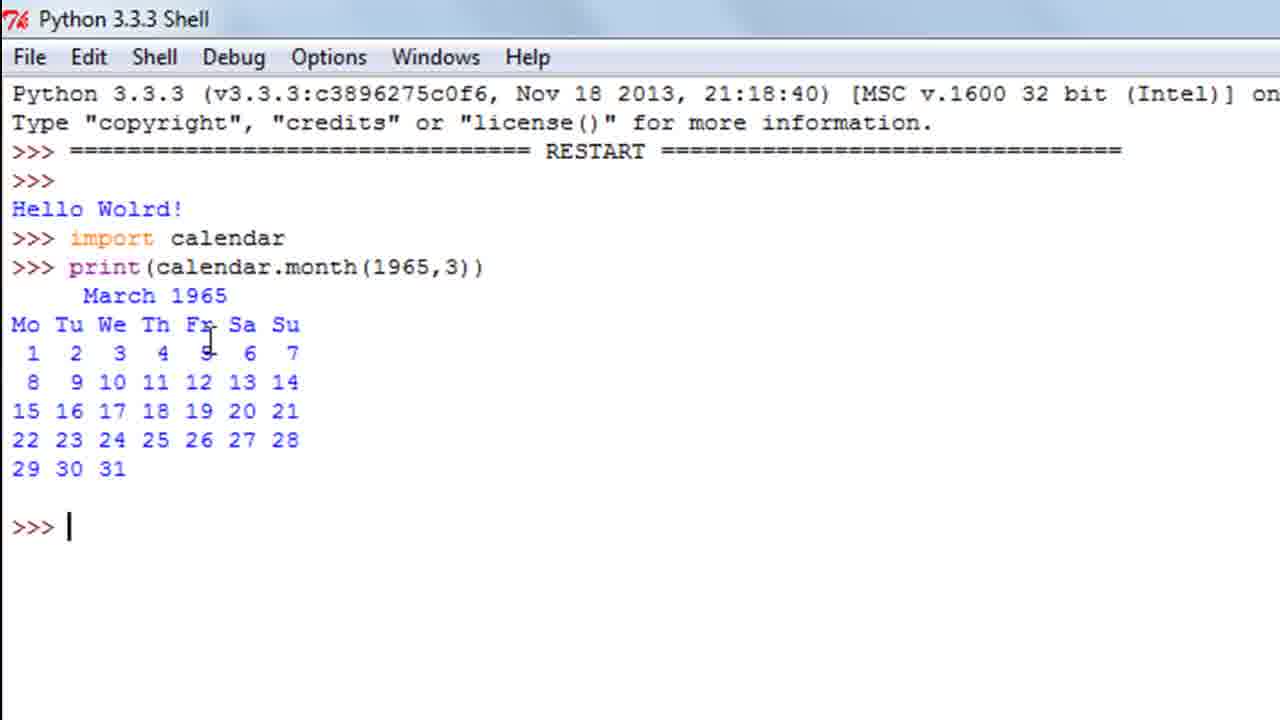 Python 3.3.3 Shell
File Edit Shell Debug Options Windows Help
Python 3.3.3 (v3.3.3:c3896275c0f6, Nov 18 2013, 21:18:40) [MSC v.1600 32 bit (Intel)] on
Type "copyright", "credits" or "license()" for more information.
>>> ================================ RESTART ================================
>>>
Hello Wolrd!
>>> import calendar
>>> print(calendar.month(1965,3))
     March 1965
Mo Tu We Th Fr Sa Su
 1  2  3  4  5  6  7
 8  9 10 11 12 13 14
15 16 17 18 19 20 21
22 23 24 25 26 27 28
29 30 31
>>>